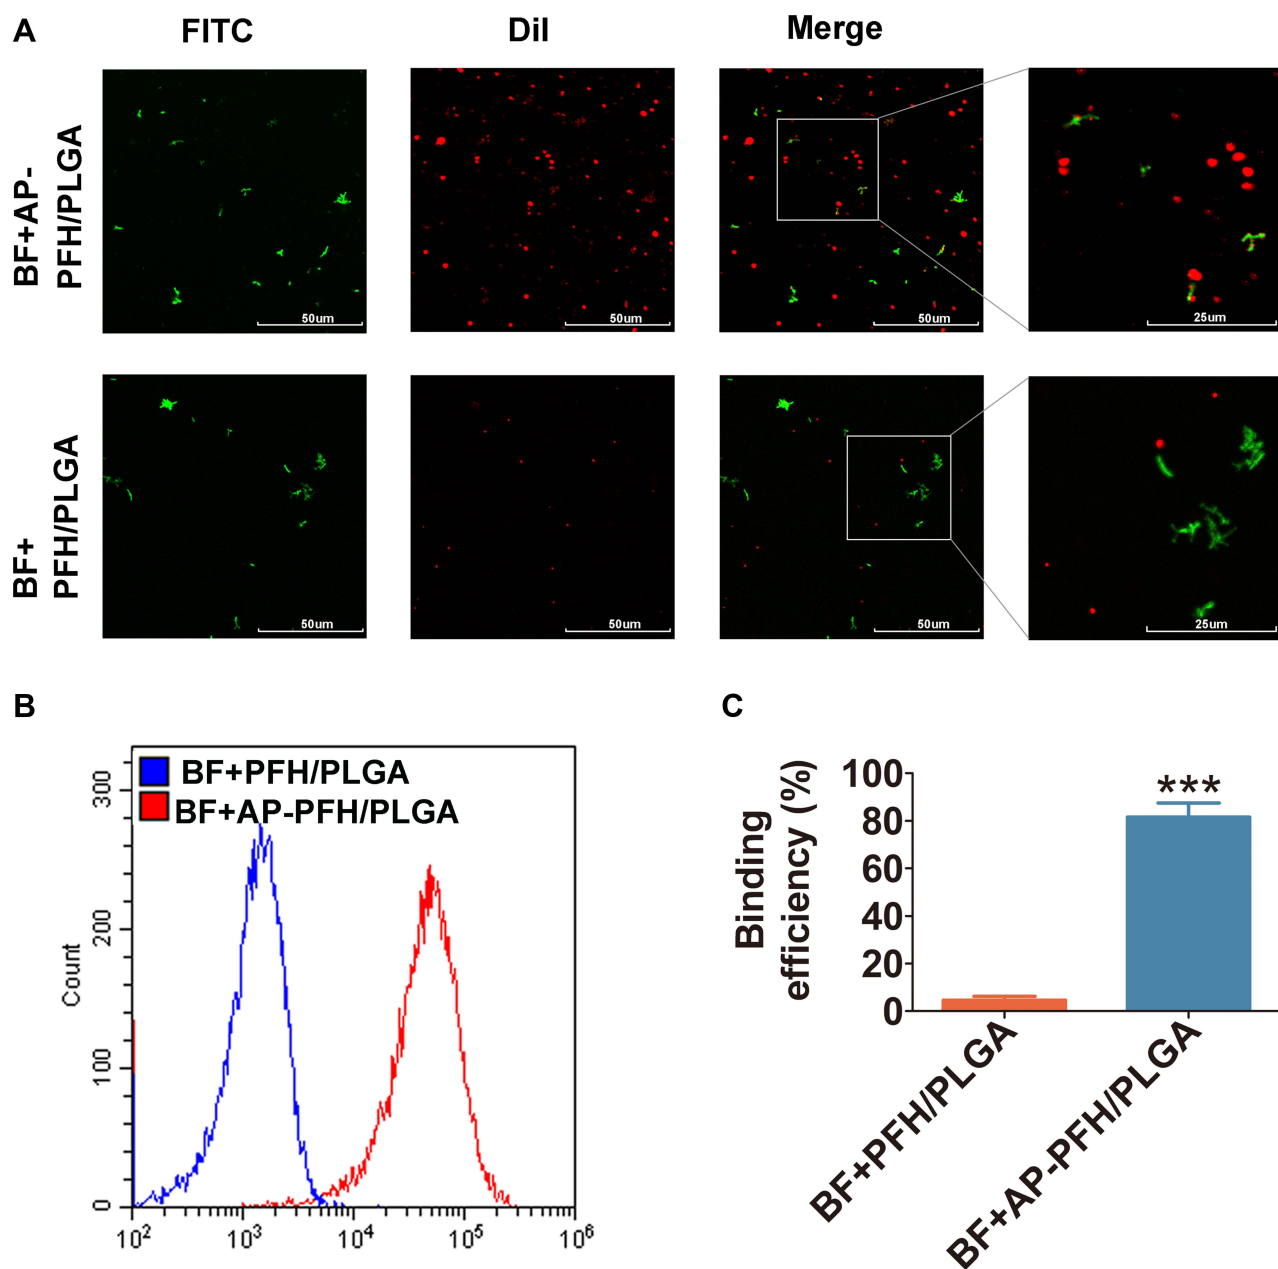 A
FITC
DiI
Merge
BF+AP-
PFH/PLGA
50um
50um
50um
25um
BF+
PFH/PLGA
50um
50um
50um
25um
B
BF+PFH/PLGA
BF+AP-PFH/PLGA
Count
300
200
100
0
10²
10³
10⁴
10⁵
10⁶
C
Binding
efficiency (%)
100
80
60
40
20
0
***
BF+PFH/PLGA
BF+AP-PFH/PLGA